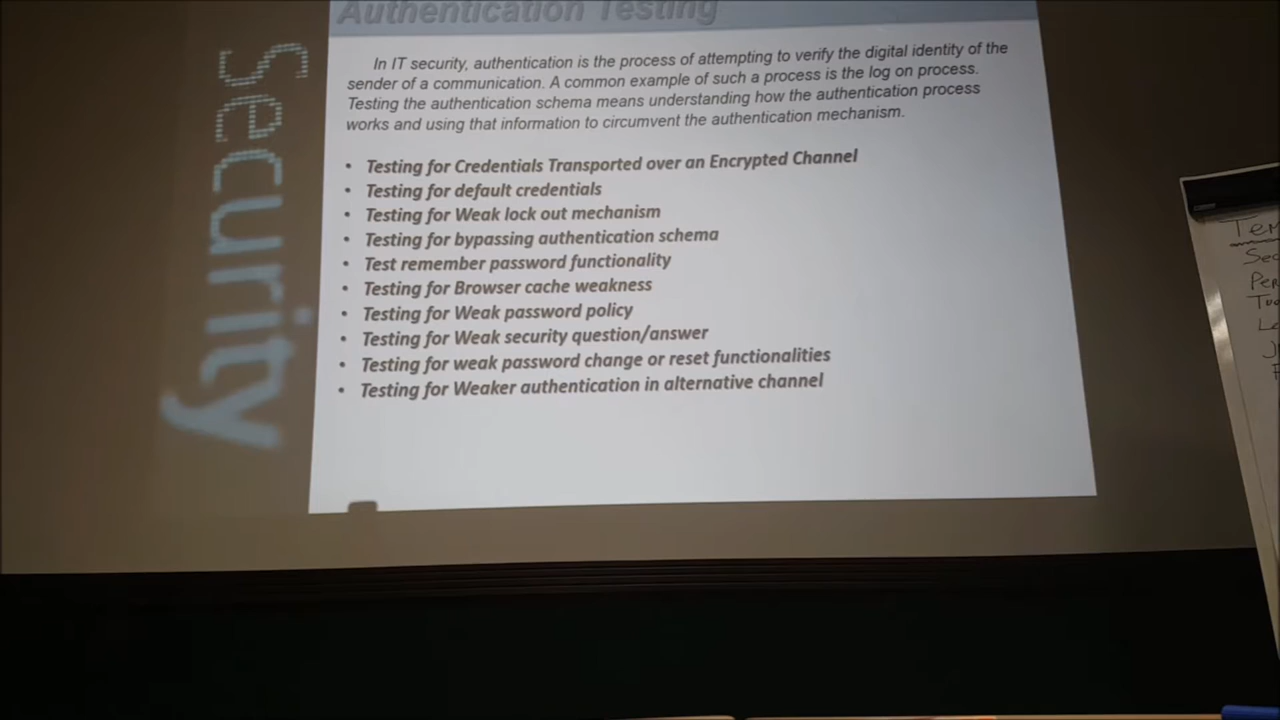 Authentication Testing
Security
In IT security, authentication is the process of attempting to verify the digital identity of the
sender of a communication. A common example of such a process is the log on process.
Testing the authentication schema means understanding how the authentication process
works and using that information to circumvent the authentication mechanism.
• Testing for Credentials Transported over an Encrypted Channel
• Testing for default credentials
• Testing for Weak lock out mechanism
• Testing for bypassing authentication schema
• Test remember password functionality
• Testing for Browser cache weakness
• Testing for Weak password policy
• Testing for Weak security question/answer
• Testing for weak password change or reset functionalities
• Testing for Weaker authentication in alternative channel